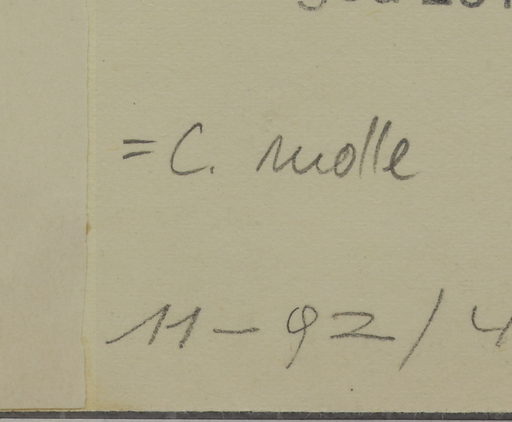 = C. molle
11-92/4